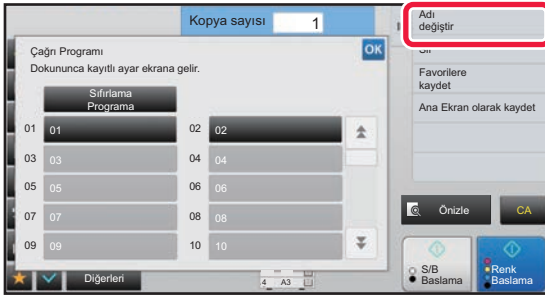 Kopya sayısı 1
Adı
değiştir
Çağrı Programı
OK
Dokununca kayıtlı ayar ekrana gelir.
Sil
Favorilere
kaydet
Sıfırlama
Programa
Ana Ekran olarak kaydet
01 01 02 02
03 03 04 04
05 05 06 06
07 07 08 08
09 09 10 10
Önizle CA
Diğerleri
4 A3
S/B
Baslama
Renk
Baslama